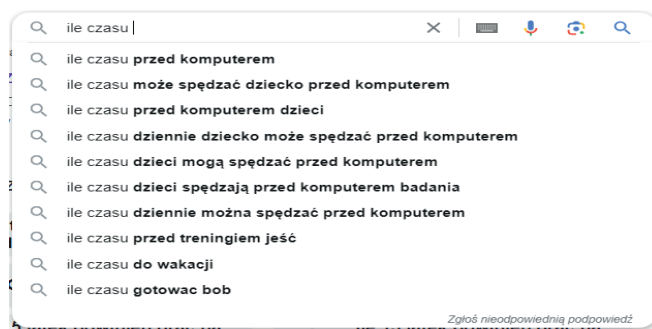 ile czasu
ile czasu przed komputerem
ile czasu może spędzać dziecko przed komputerem
ile czasu przed komputerem dzieci
ile czasu dziennie dziecko może spędzać przed komputerem
ile czasu dzieci mogą spędzać przed komputerem
ile czasu dzieci spędzają przed komputerem badania
ile czasu dziennie można spędzać przed komputerem
ile czasu przed treningiem jeść
ile czasu do wakacji
ile czasu gotowac bob
Zgłoś nieodpowiednią podpowiedź